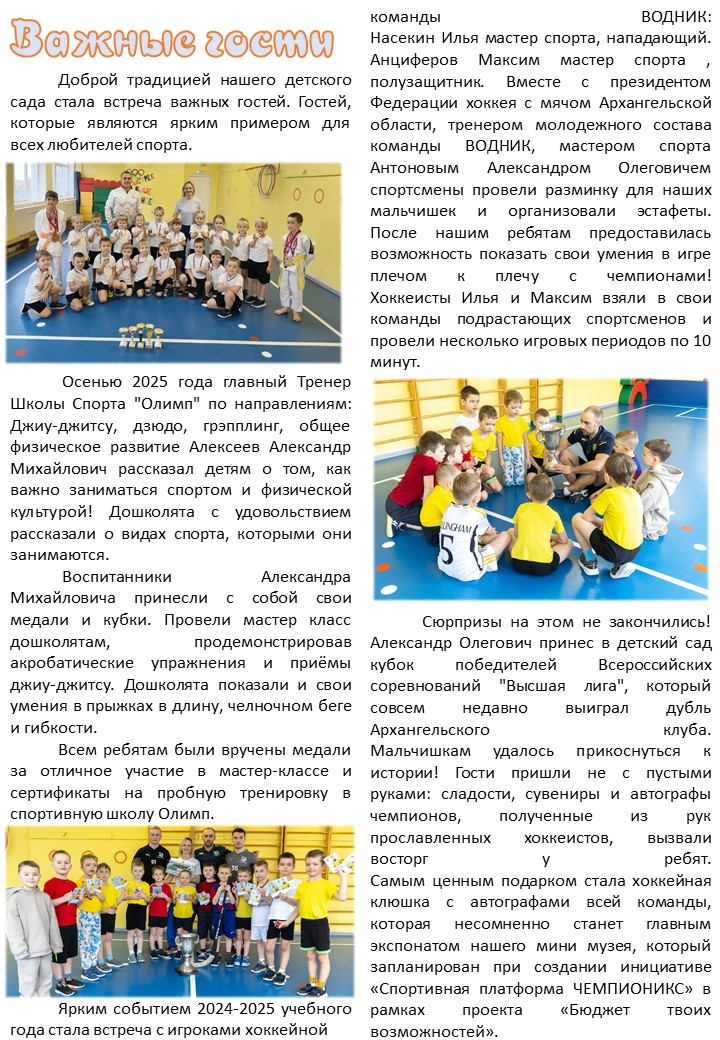 Важные гости
Доброй традицией нашего детского
сада стала встреча важных гостей. Гостей,
которые являются ярким примером для
всех любителей спорта.
Осенью 2025 года главный Тренер
Школы Спорта "Олимп" по направлениям:
Джиу-джитсу, дзюдо, грэпплинг, общее
физическое развитие Алексеев Александр
Михайлович рассказал детям о том, как
важно заниматься спортом и физической
культурой! Дошколята с удовольствием
рассказали о видах спорта, которыми они
занимаются.
Воспитанники Александра
Михайловича принесли с собой свои
медали и кубки. Провели мастер класс
дошколятам, продемонстрировав
акробатические упражнения и приёмы
джиу-джитсу. Дошколята показали и свои
умения в прыжках в длину, челночном беге
и гибкости.
Всем ребятам были вручены медали
за отличное участие в мастер-классе и
сертификаты на пробную тренировку в
спортивную школу Олимп.
Ярким событием 2024-2025 учебного
года стала встреча с игроками хоккейной
команды ВОДНИК:
Насекин Илья мастер спорта, нападающий.
Анциферов Максим мастер спорта ,
полузащитник. Вместе с президентом
Федерации хоккея с мячом Архангельской
области, тренером молодежного состава
команды ВОДНИК, мастером спорта
Антоновым Александром Олеговичем
спортсмены провели разминку для наших
мальчишек и организовали эстафеты.
После нашим ребятам предоставилась
возможность показать свои умения в игре
плечом к плечу с чемпионами!
Хоккеисты Илья и Максим взяли в свои
команды подрастающих спортсменов и
провели несколько игровых периодов по 10
минут.
LLINGHAM
5
Сюрпризы на этом не закончились!
Александр Олегович принес в детский сад
кубок победителей Всероссийских
соревнований "Высшая лига", который
совсем недавно выиграл дубль
Архангельского клуба.
Мальчишкам удалось прикоснуться к
истории! Гости пришли не с пустыми
руками: сладости, сувениры и автографы
чемпионов, полученные из рук
прославленных хоккеистов, вызвали
восторг у ребят.
Самым ценным подарком стала хоккейная
клюшка с автографами всей команды,
которая несомненно станет главным
экспонатом нашего мини музея, который
запланирован при создании инициативе
«Спортивная платформа ЧЕМПИОНИКС» в
рамках проекта «Бюджет твоих
возможностей».